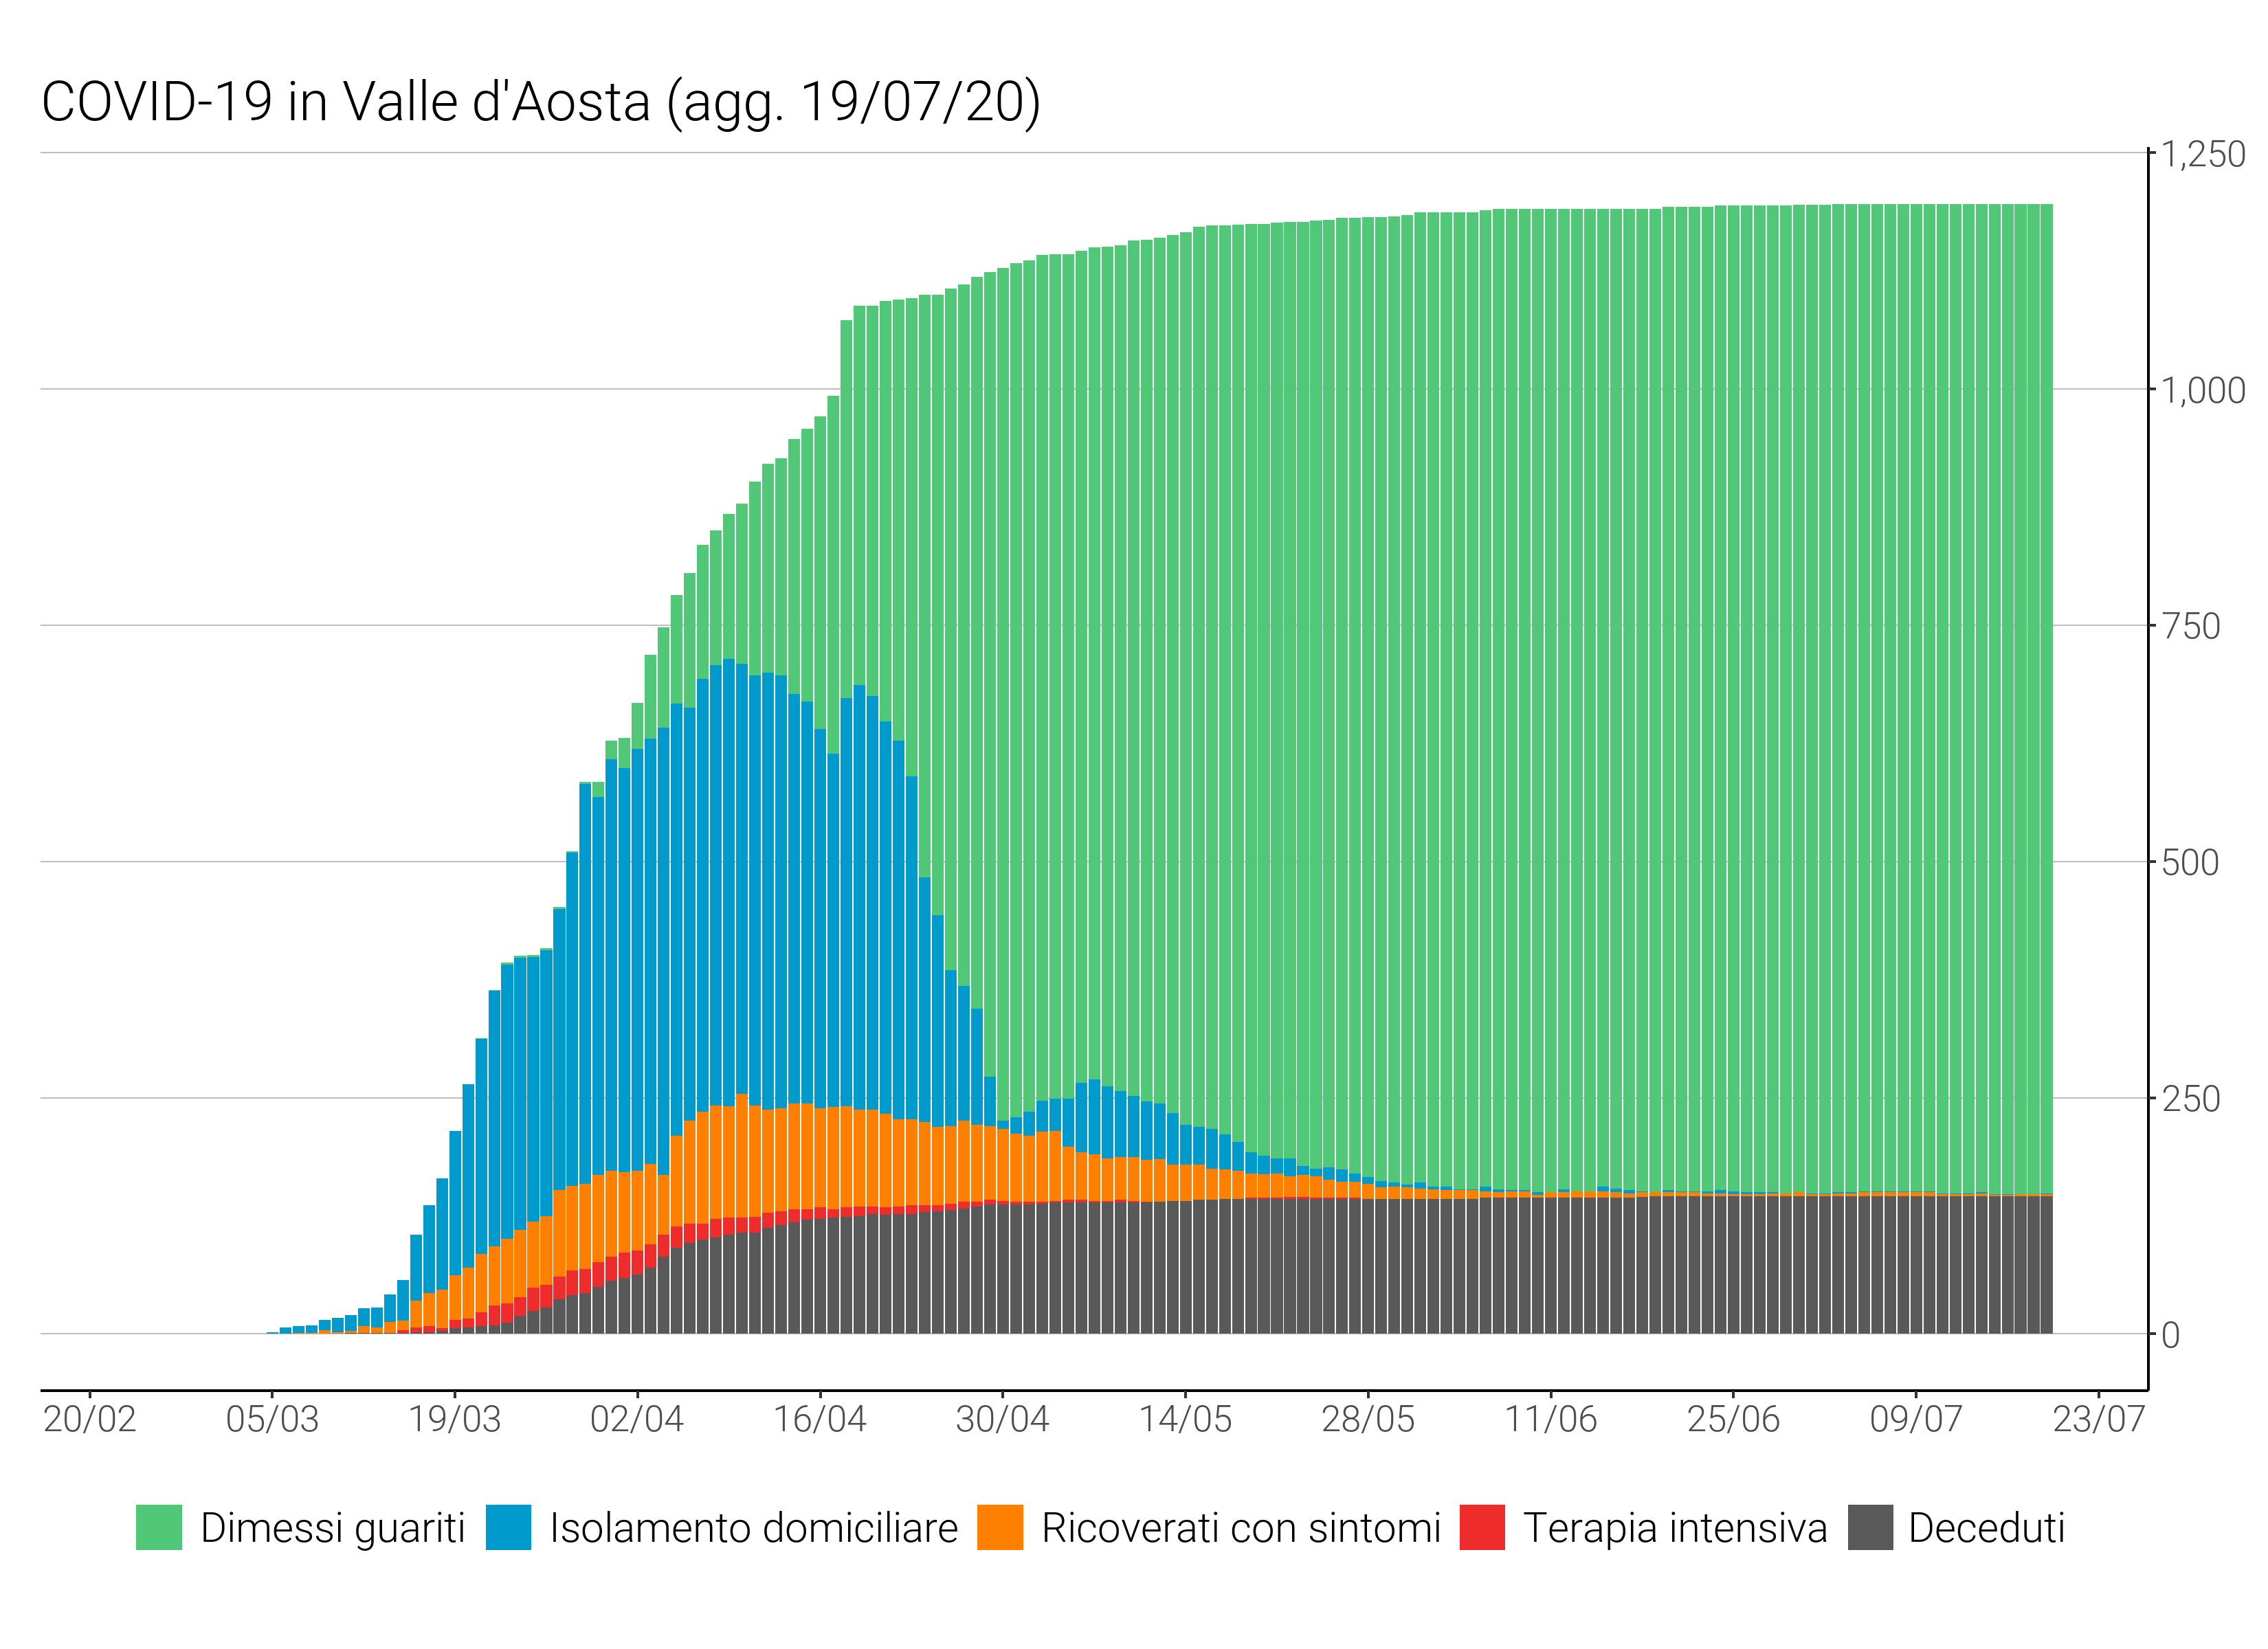 COVID-19 in Valle d'Aosta (agg. 19/07/20)
1,250
1,000
750
500
250
0
20/02 05/03 19/03 02/04 16/04 30/04 14/05 28/05 11/06 25/06 09/07 23/07
Dimessi guariti Isolamento domiciliare Ricoverati con sintomi Terapia intensiva Deceduti